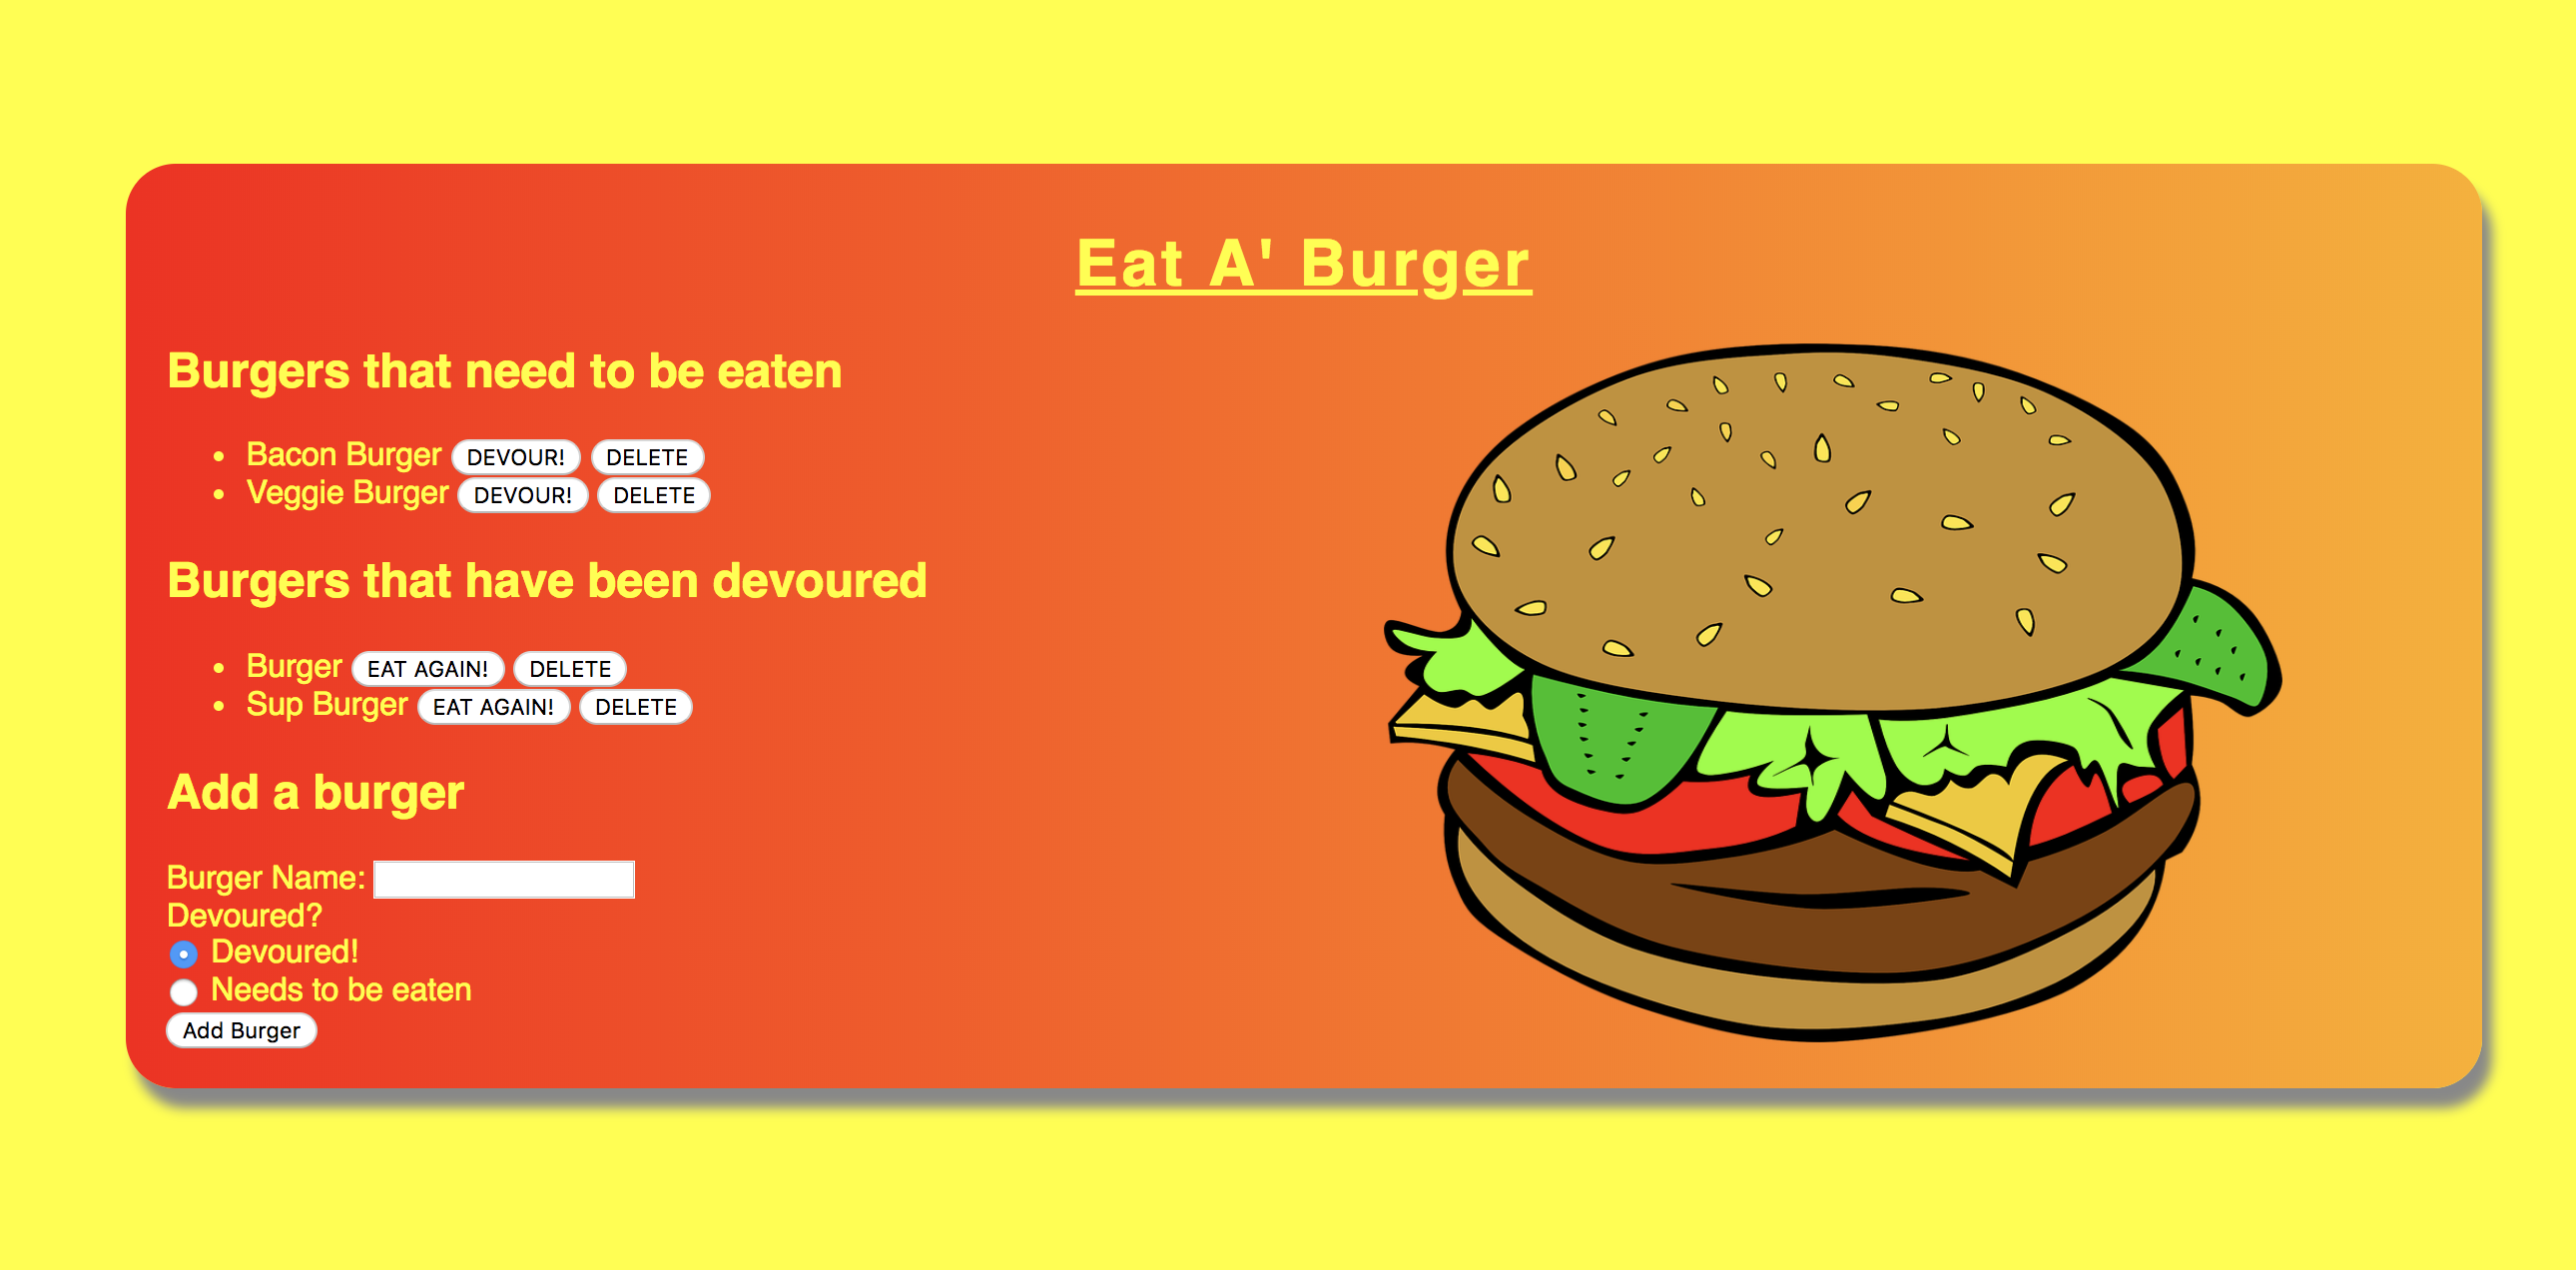 Eat A' Burger
Burgers that need to be eaten
Bacon Burger DEVOUR! DELETE
Veggie Burger DEVOUR! DELETE
Burgers that have been devoured
Burger EAT AGAIN! DELETE
Sup Burger EAT AGAIN! DELETE
Add a burger
Burger Name:
Devoured?
Devoured!
Needs to be eaten
Add Burger